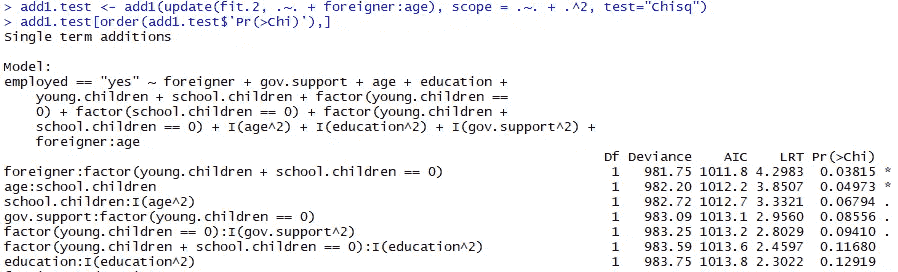 > add1.test <- add1(update(fit.2, .~. + foreigner:age), scope = .~. + .^2, test="Chisq")
> add1.test[order(add1.test$'Pr(>Chi)'),]
Single term additions
Model:
employed == "yes" ~ foreigner + gov.support + age + education +
young.children + school.children + factor(young.children ==
0) + factor(school.children == 0) + factor(young.children +
school.children == 0) + I(age^2) + I(education^2) + I(gov.support^2) +
foreigner:age
Df Deviance AIC LRT Pr(>Chi)
foreigner:factor(young.children + school.children == 0) 1 981.75 1011.8 4.2983 0.03815 *
age:school.children 1 982.20 1012.2 3.8507 0.04973 *
school.children:I(age^2) 1 982.72 1012.7 3.3321 0.06794 .
gov.support:factor(young.children == 0) 1 983.09 1013.1 2.9560 0.08556 .
factor(young.children == 0):I(gov.support^2) 1 983.25 1013.2 2.8029 0.09410 .
factor(young.children + school.children == 0):I(education^2) 1 983.59 1013.6 2.4597 0.11680
education:I(education^2) 1 983.75 1013.8 2.3022 0.12919